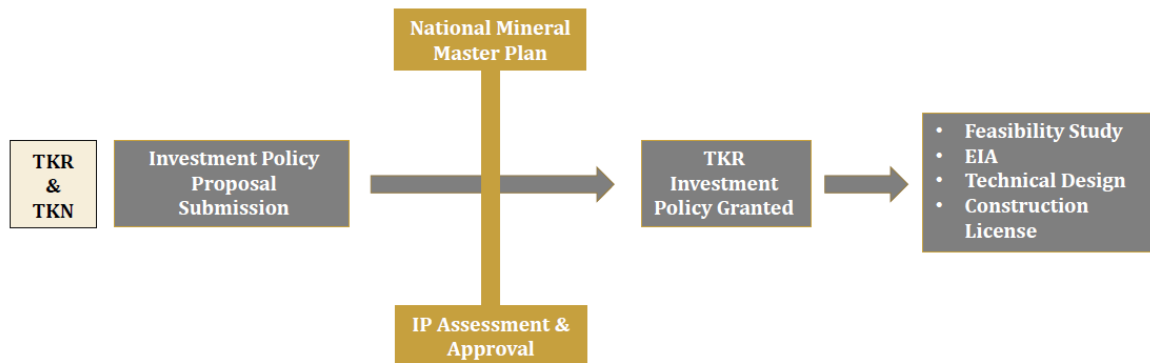 National Mineral
Master Plan
TKR
&
TKN
Investment Policy
Proposal
Submission
TKR
Investment
Policy Granted
• Feasibility Study
• EIA
• Technical Design
• Construction
License
IP Assessment &
Approval